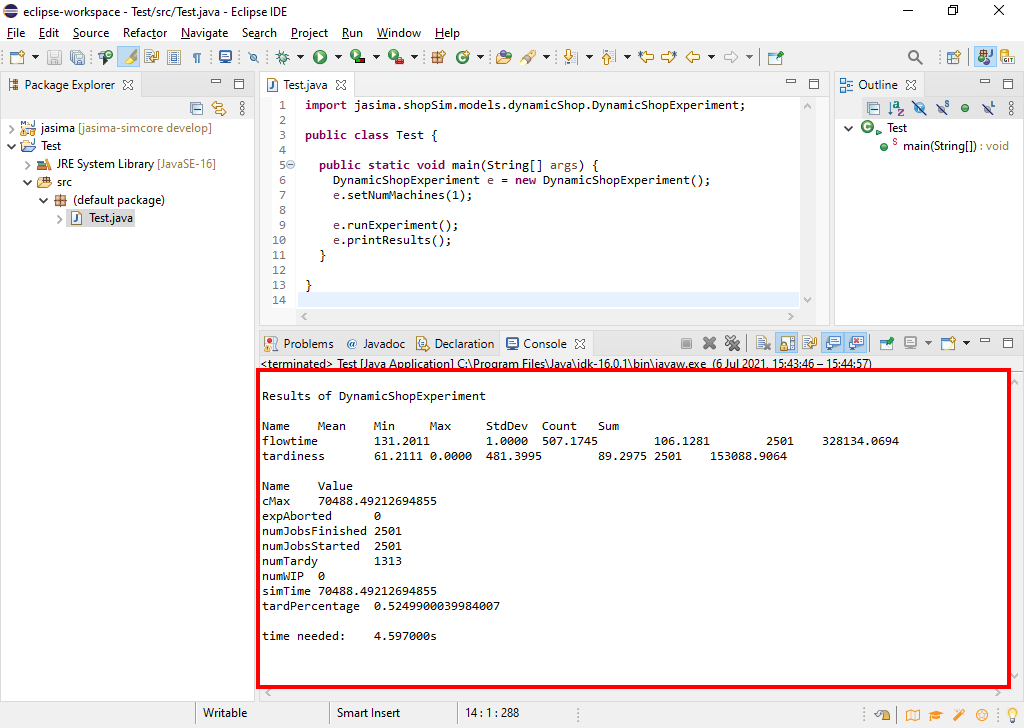 eclipse-workspace - Test/src/Test.java - Eclipse IDE
File Edit Source Refactor Navigate Search Project Run Window Help
Package Explorer
jasima [jasima-simcore develop]
Test
JRE System Library [JavaSE-16]
src
(default package)
Test.java
Test.java
1 import jasima.shopSim.models.dynamicShop.DynamicShopExperiment;
2
3 public class Test {
4
5 public static void main(String[] args) {
6 DynamicShopExperiment e = new DynamicShopExperiment();
7 e.setNumMachines(1);
8
9 e.runExperiment();
10 e.printResults();
11 }
12
13 }
14
Outline
Test
main(String[]) : void
Problems @ Javadoc Declaration Console
<terminated> Test [Java Application] C:\Program Files\Java\jdk-16.0.1\bin\javaw.exe (6 Jul 2021, 15:43:46 – 15:44:57)
Results of DynamicShopExperiment
Name Mean Min Max StdDev Count Sum
flowtime 131.2011 1.0000 507.1745 106.1281 2501 328134.0694
tardiness 61.2111 0.0000 481.3995 89.2975 2501 153088.9064
Name Value
cMax 70488.49212694855
expAborted 0
numJobsFinished 2501
numJobsStarted 2501
numTardy 1313
numWIP 0
simTime 70488.49212694855
tardPercentage 0.5249900039984007
time needed: 4.597000s
Writable Smart Insert 14 : 1 : 288